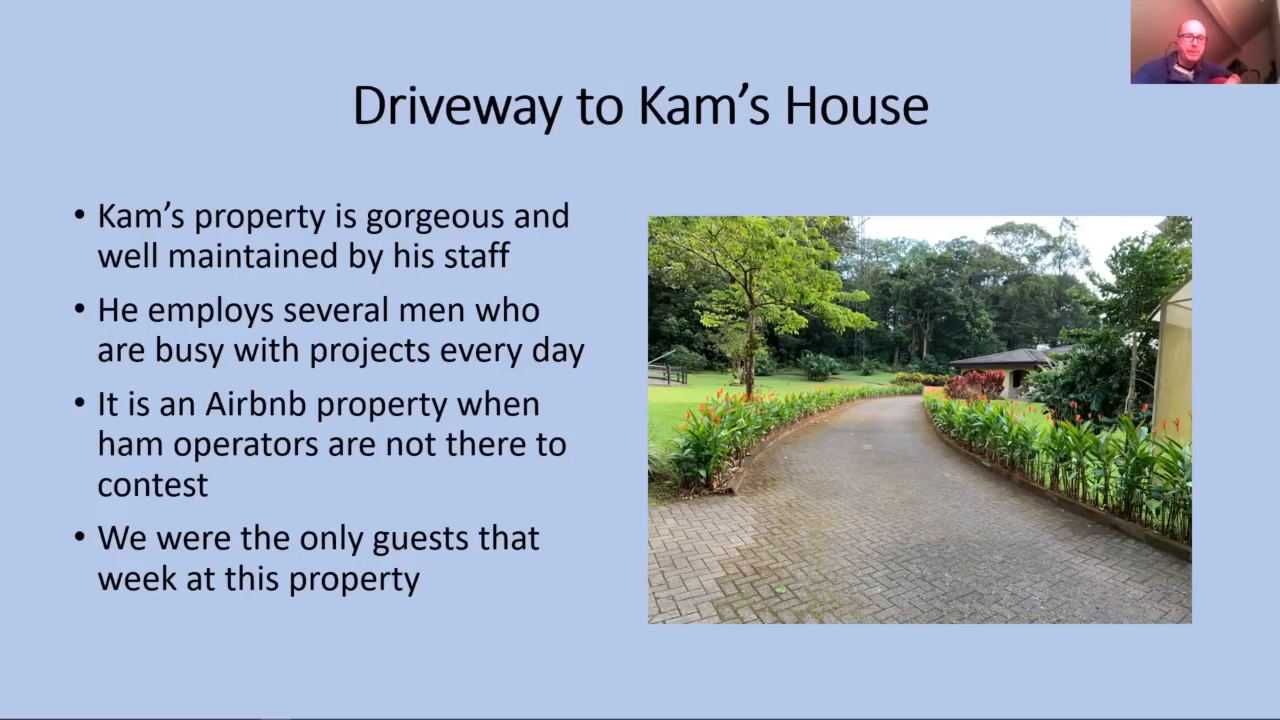 Driveway to Kam’s House
• Kam’s property is gorgeous and
well maintained by his staff
• He employs several men who
are busy with projects every day
• It is an Airbnb property when
ham operators are not there to
contest
• We were the only guests that
week at this property